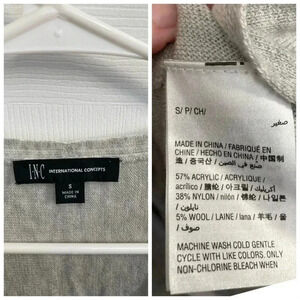 I·N·C
INTERNATIONAL CONCEPTS
S
MADE IN
CHINA
S/ P/ CH/
صغير
MADE IN CHINA / FABRIQUÉ EN
CHINE / HECHO EN CHINA / 中国制
造 / 중국산 / صنع في الصين
57% ACRYLIC / ACRYLIQUE /
acrílico / 腈纶 / 아크릴 / أكريليك
38% NYLON / nilón / 锦纶 / 나일론
/ نايلون
5% WOOL / LAINE / lana / 羊毛 / 울
/ صوف
MACHINE WASH COLD GENTLE
CYCLE WITH LIKE COLORS. ONLY
NON-CHLORINE BLEACH WHEN